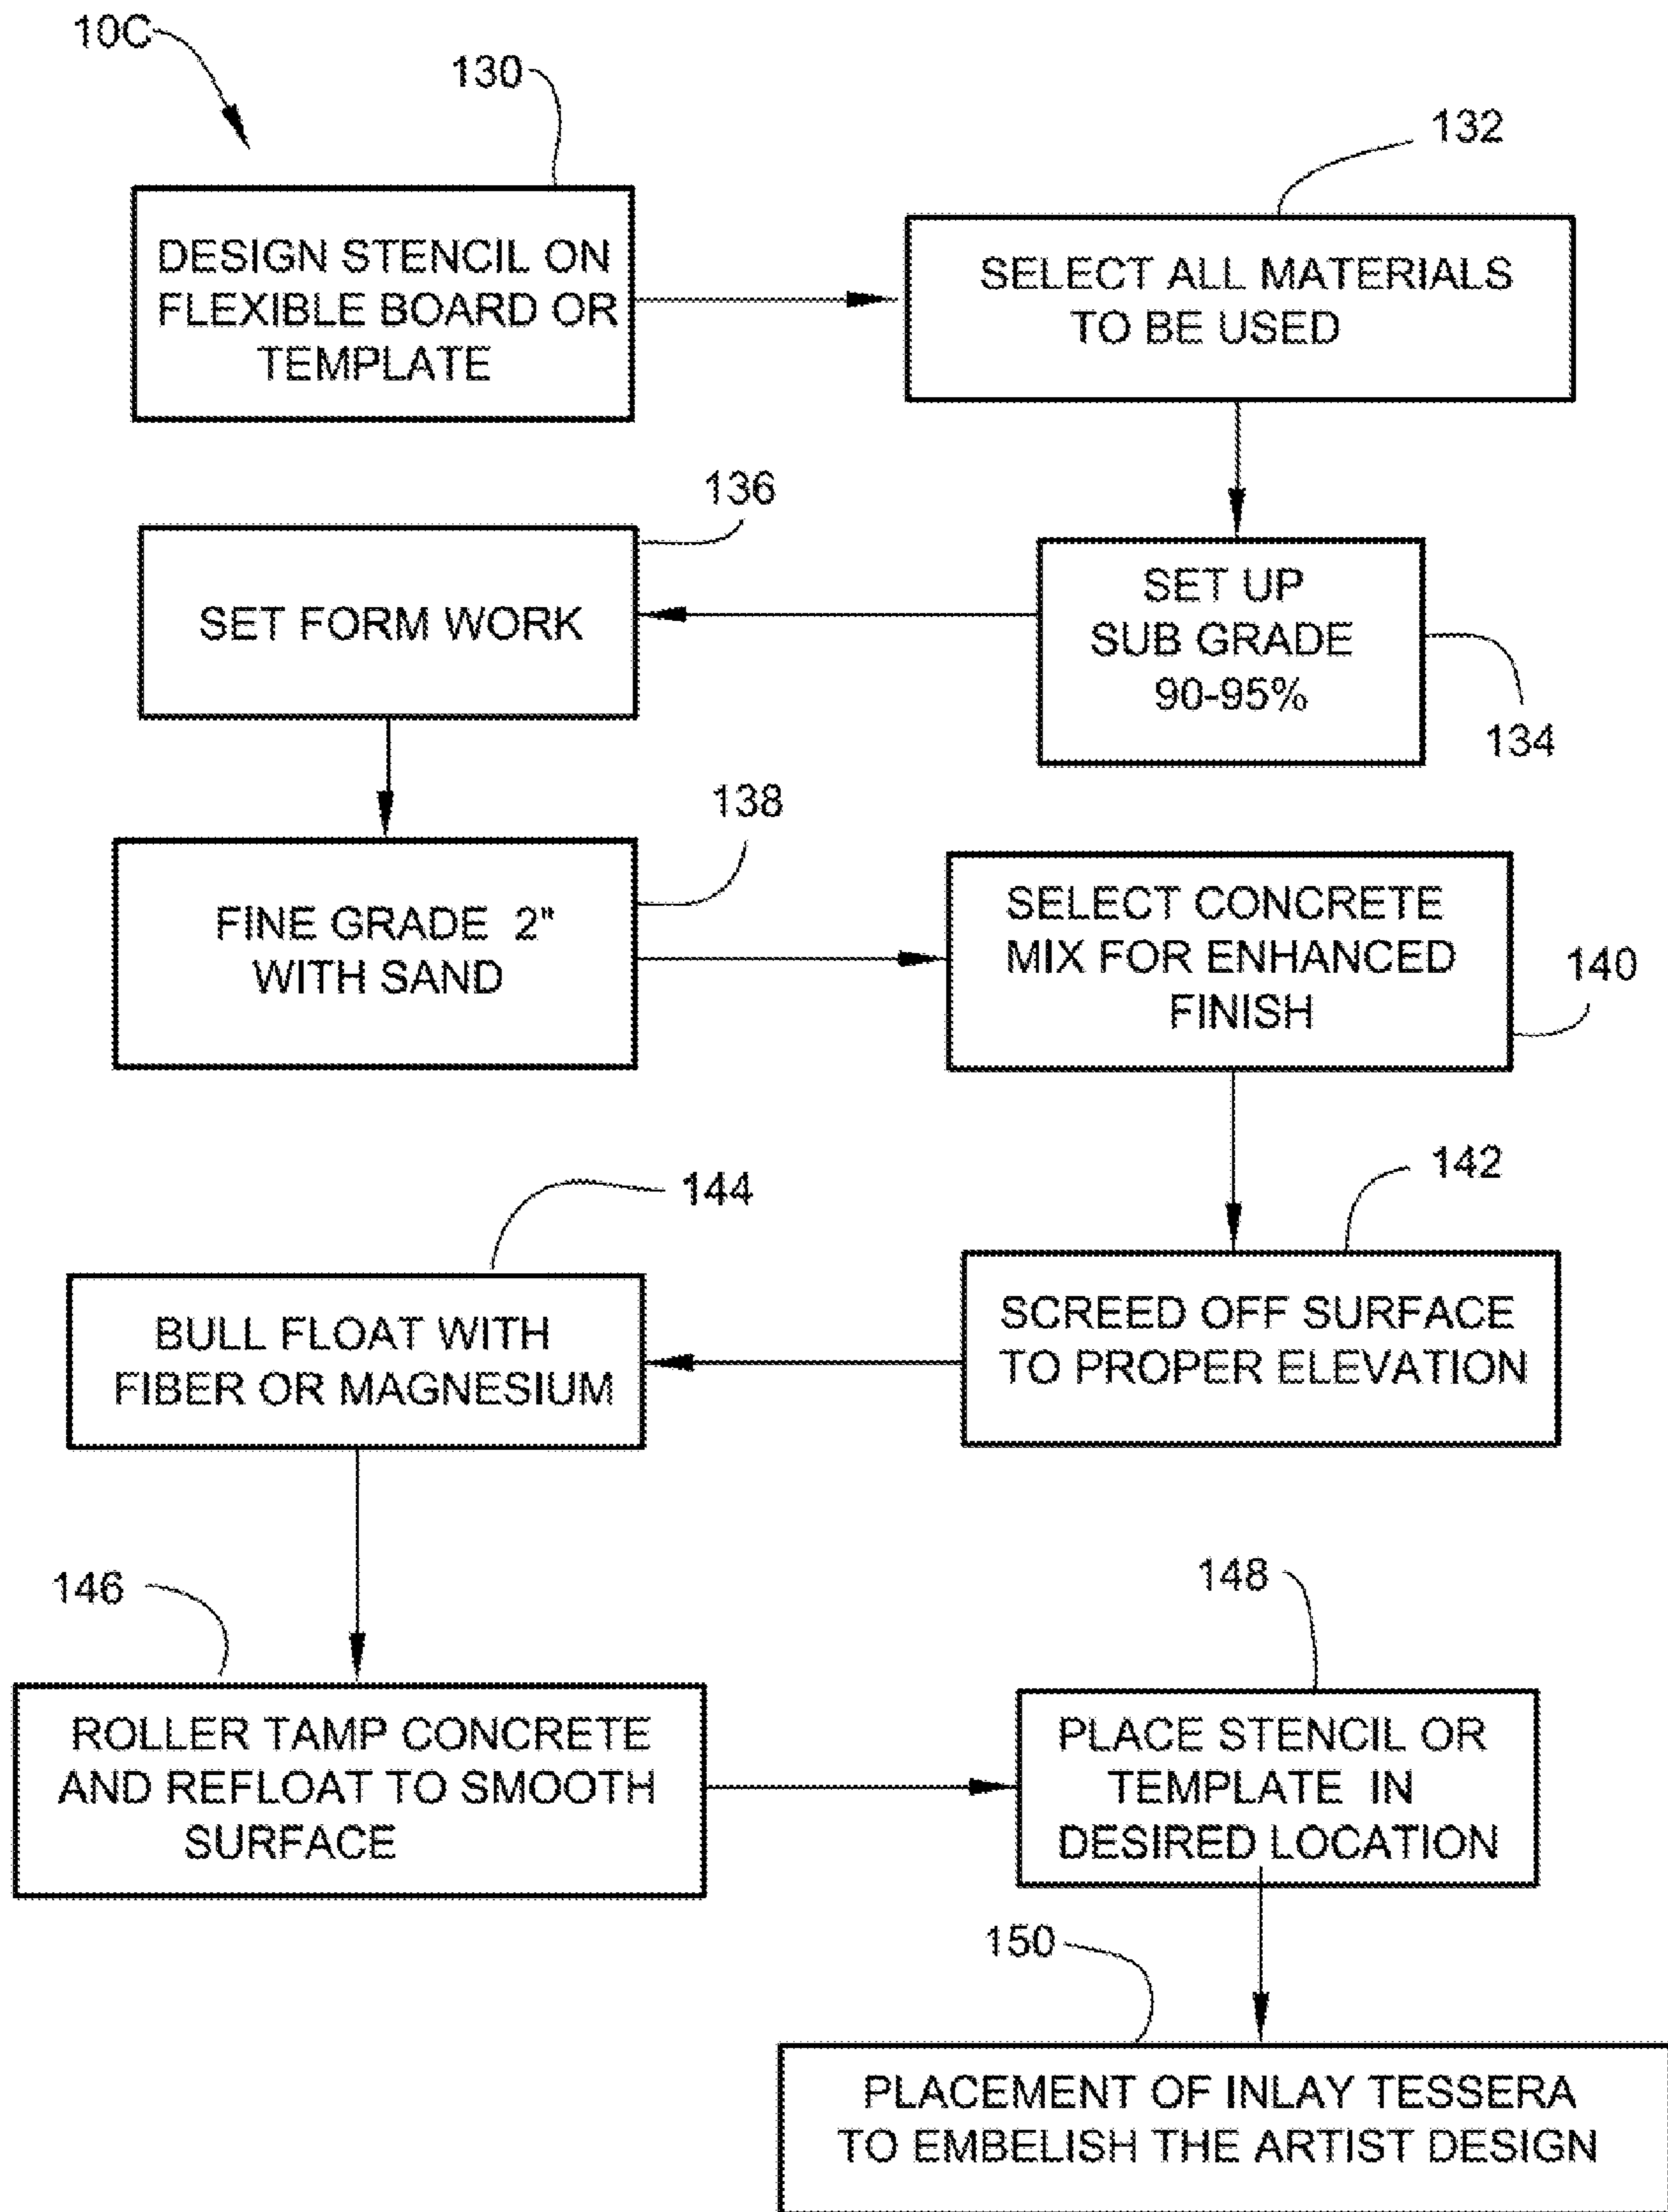 10C
130
132
DESIGN STENCIL ON
FLEXIBLE BOARD OR
TEMPLATE
SELECT ALL MATERIALS
TO BE USED
136
SET FORM WORK
SET UP
SUB GRADE
90-95%
134
138
FINE GRADE 2"
WITH SAND
SELECT CONCRETE
MIX FOR ENHANCED
FINISH
140
142
144
BULL FLOAT WITH
FIBER OR MAGNESIUM
SCREED OFF SURFACE
TO PROPER ELEVATION
146
148
ROLLER TAMP CONCRETE
AND REFLOAT TO SMOOTH
SURFACE
PLACE STENCIL OR
TEMPLATE IN
DESIRED LOCATION
150
PLACEMENT OF INLAY TESSERA
TO EMBELISH THE ARTIST DESIGN